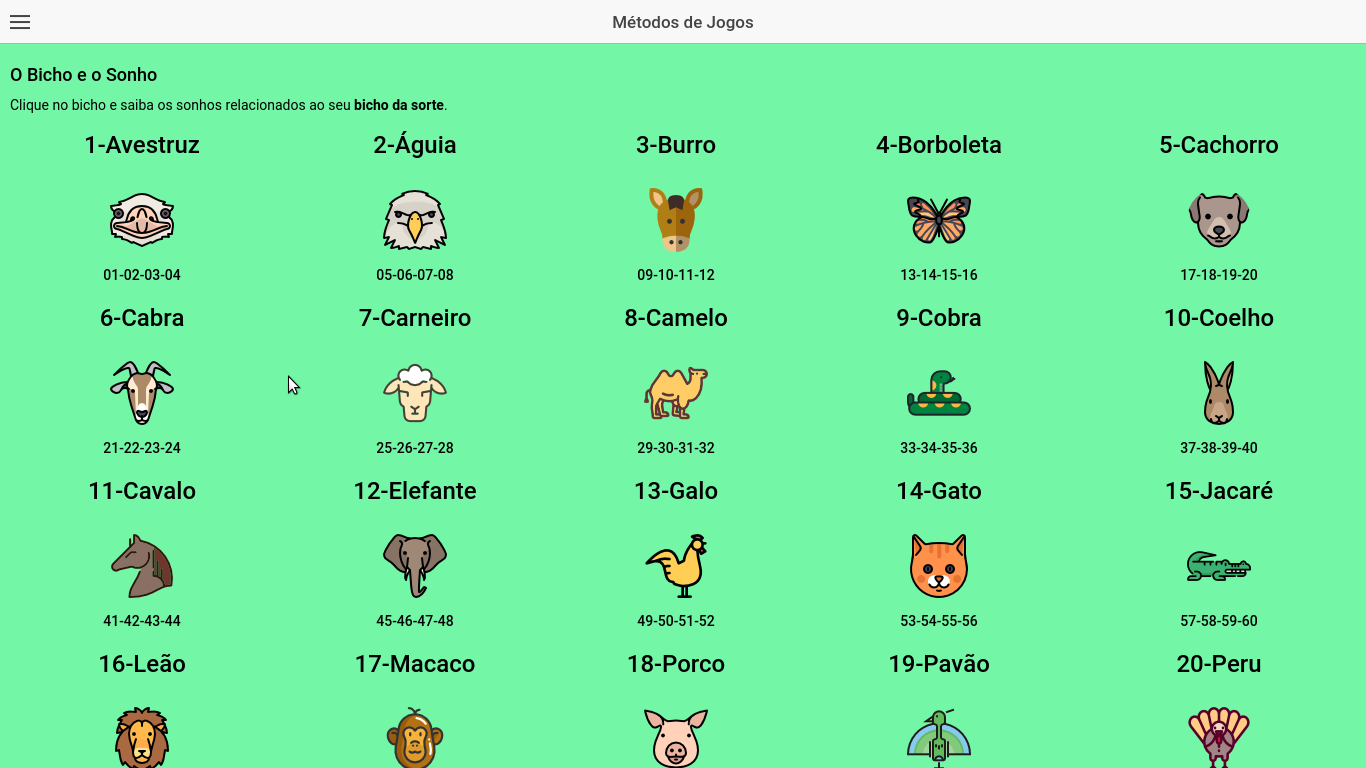 Métodos de Jogos
O Bicho e o Sonho
Clique no bicho e saiba os sonhos relacionados ao seu bicho da sorte.
1-Avestruz
2-Águia
3-Burro
4-Borboleta
5-Cachorro
01-02-03-04
05-06-07-08
09-10-11-12
13-14-15-16
17-18-19-20
6-Cabra
7-Carneiro
8-Camelo
9-Cobra
10-Coelho
21-22-23-24
25-26-27-28
29-30-31-32
33-34-35-36
37-38-39-40
11-Cavalo
12-Elefante
13-Galo
14-Gato
15-Jacaré
41-42-43-44
45-46-47-48
49-50-51-52
53-54-55-56
57-58-59-60
16-Leão
17-Macaco
18-Porco
19-Pavão
20-Peru